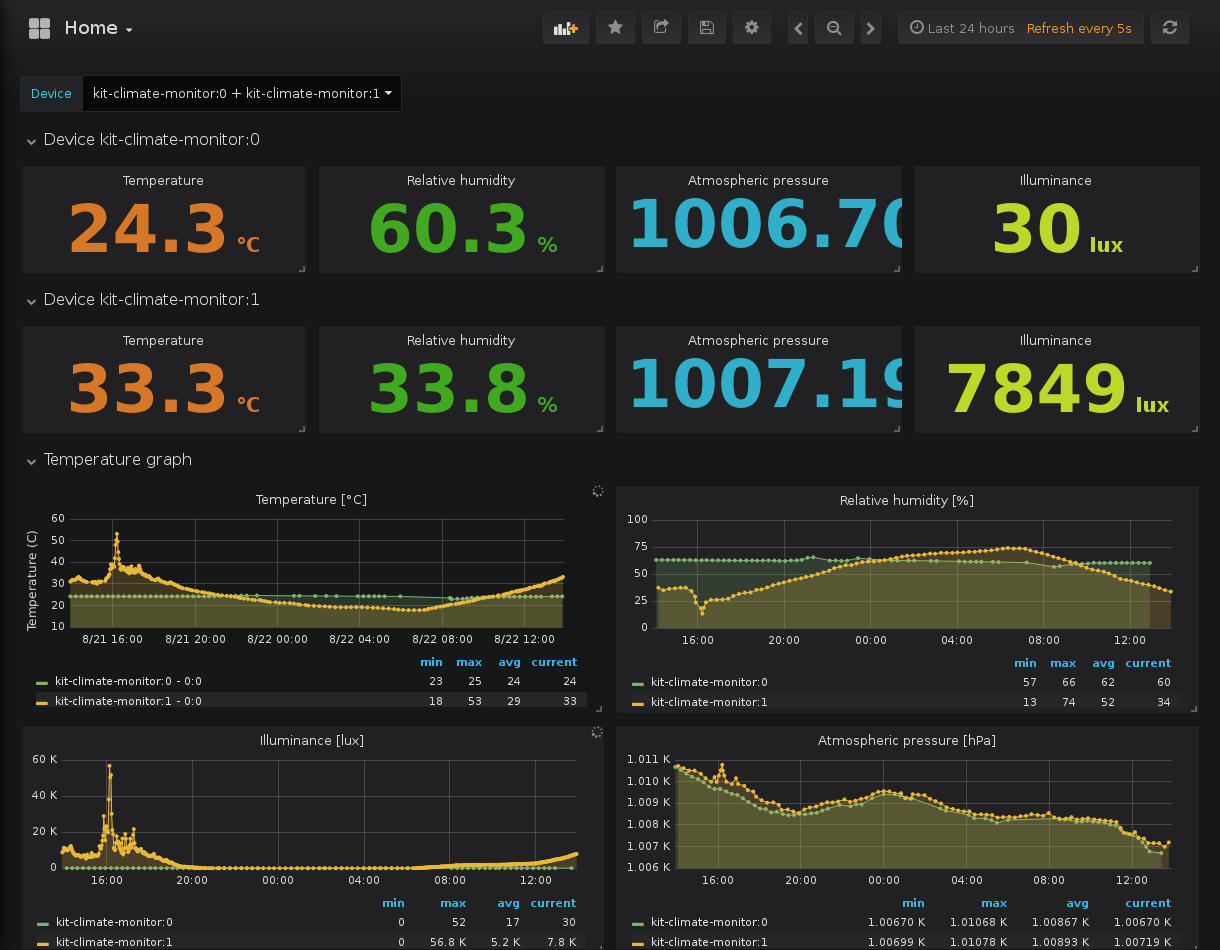 Home
Last 24 hours Refresh every 5s
Device kit-climate-monitor:0 + kit-climate-monitor:1
Device kit-climate-monitor:0
Temperature Relative humidity Atmospheric pressure Illuminance
24.3 °C 60.3 % 1006.70 30 lux
Device kit-climate-monitor:1
Temperature Relative humidity Atmospheric pressure Illuminance
33.3 °C 33.8 % 1007.19 7849 lux
Temperature graph
Temperature [°C]
Temperature (C)
60
50
40
30
20
10
8/21 16:00 8/21 20:00 8/22 00:00 8/22 04:00 8/22 08:00 8/22 12:00
min max avg current
kit-climate-monitor:0 - 0:0 23 25 24 24
kit-climate-monitor:1 - 0:0 18 53 29 33
Relative humidity [%]
100
75
50
25
0
16:00 20:00 00:00 04:00 08:00 12:00
min max avg current
kit-climate-monitor:0 57 66 62 60
kit-climate-monitor:1 13 74 52 34
Illuminance [lux]
60 K
40 K
20 K
0
16:00 20:00 00:00 04:00 08:00 12:00
min max avg current
kit-climate-monitor:0 0 52 17 30
kit-climate-monitor:1 0 56.8 K 5.2 K 7.8 K
Atmospheric pressure [hPa]
1.011 K
1.010 K
1.009 K
1.008 K
1.007 K
1.006 K
16:00 20:00 00:00 04:00 08:00 12:00
min max avg current
kit-climate-monitor:0 1.00670 K 1.01068 K 1.00867 K 1.00670 K
kit-climate-monitor:1 1.00699 K 1.01078 K 1.00893 K 1.00719 K